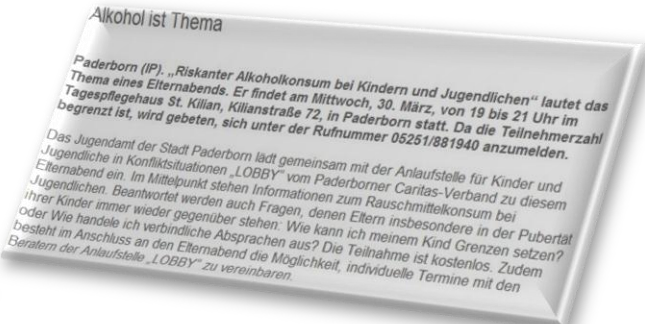 Alkohol ist Thema
Paderborn (IP). „Riskanter Alkoholkonsum bei Kindern und Jugendlichen“ lautet das
Thema eines Elternabends. Er findet am Mittwoch, 30. März, von 19 bis 21 Uhr im
Tagespflegehaus St. Kilian, Kilianstraße 72, in Paderborn statt. Da die Teilnehmerzahl
begrenzt ist, wird gebeten, sich unter der Rufnummer 05251/881940 anzumelden.
Das Jugendamt der Stadt Paderborn lädt gemeinsam mit der Anlaufstelle für Kinder und
Jugendliche in Konfliktsituationen „LOBBY“ vom Paderborner Caritas-Verband zu diesem
Elternabend ein. Im Mittelpunkt stehen Informationen zum Rauschmittelkonsum bei
Jugendlichen. Beantwortet werden auch Fragen, denen Eltern insbesondere in der Pubertät
ihrer Kinder immer wieder gegenüber stehen: Wie kann ich meinem Kind Grenzen setzen?
oder Wie handele ich verbindliche Absprachen aus? Die Teilnahme ist kostenlos. Zudem
besteht im Anschluss an den Elternabend die Möglichkeit, individuelle Termine mit den
Beratern der Anlaufstelle „LOBBY“ zu vereinbaren.